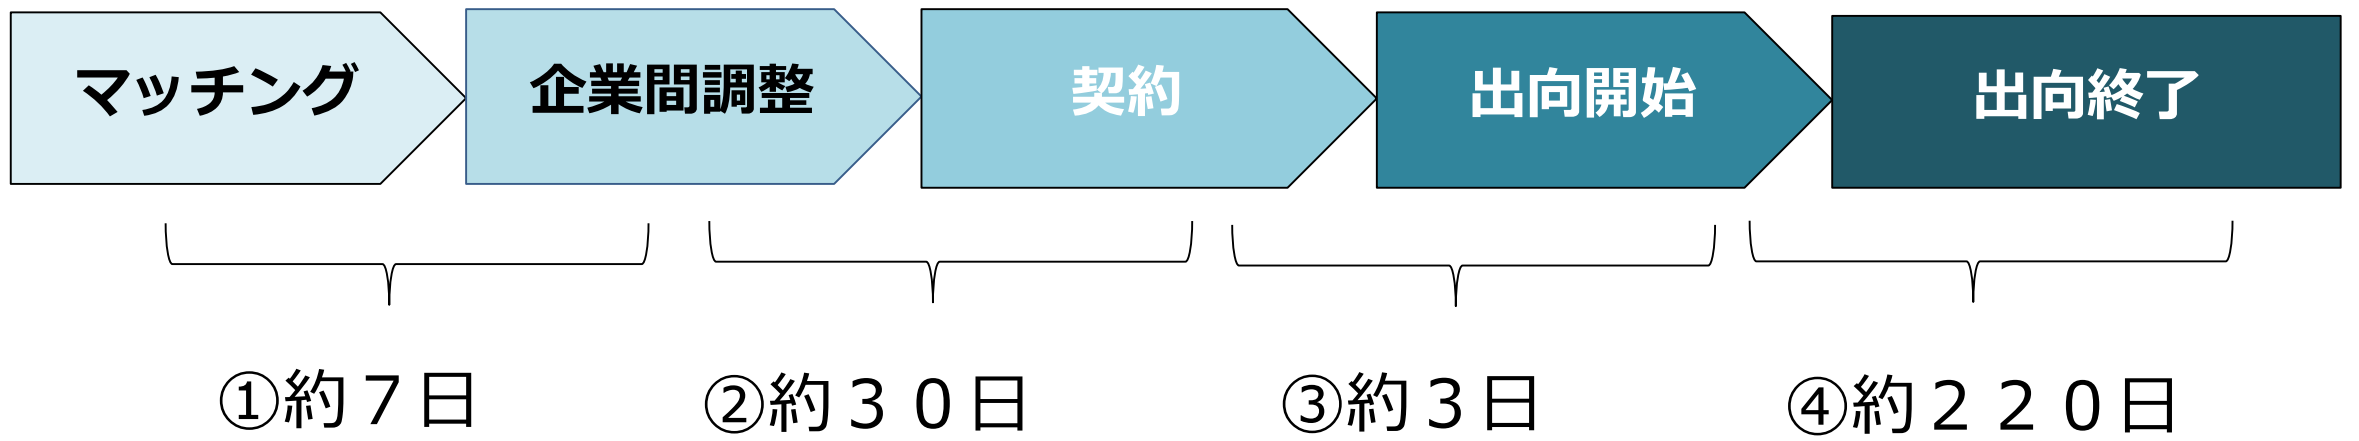 マッチング
企業間調整
契約
出向開始
出向終了
①約７日
②約３０日
③約３日
④約２２０日